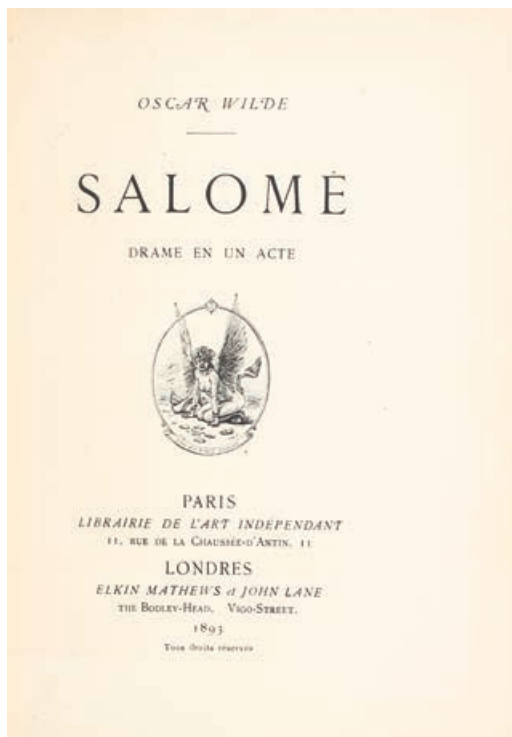 OSCAR WILDE
SALOMÉ
DRAME EN UN ACTE
PARIS
LIBRAIRIE DE L'ART INDÉPENDANT
11, RUE DE LA CHAUSSÉE-D'ANTIN, 11
LONDRES
ELKIN MATHEWS et JOHN LANE
THE BODLEY-HEAD. VIGO-STREET.
1893
Tous droits réservés